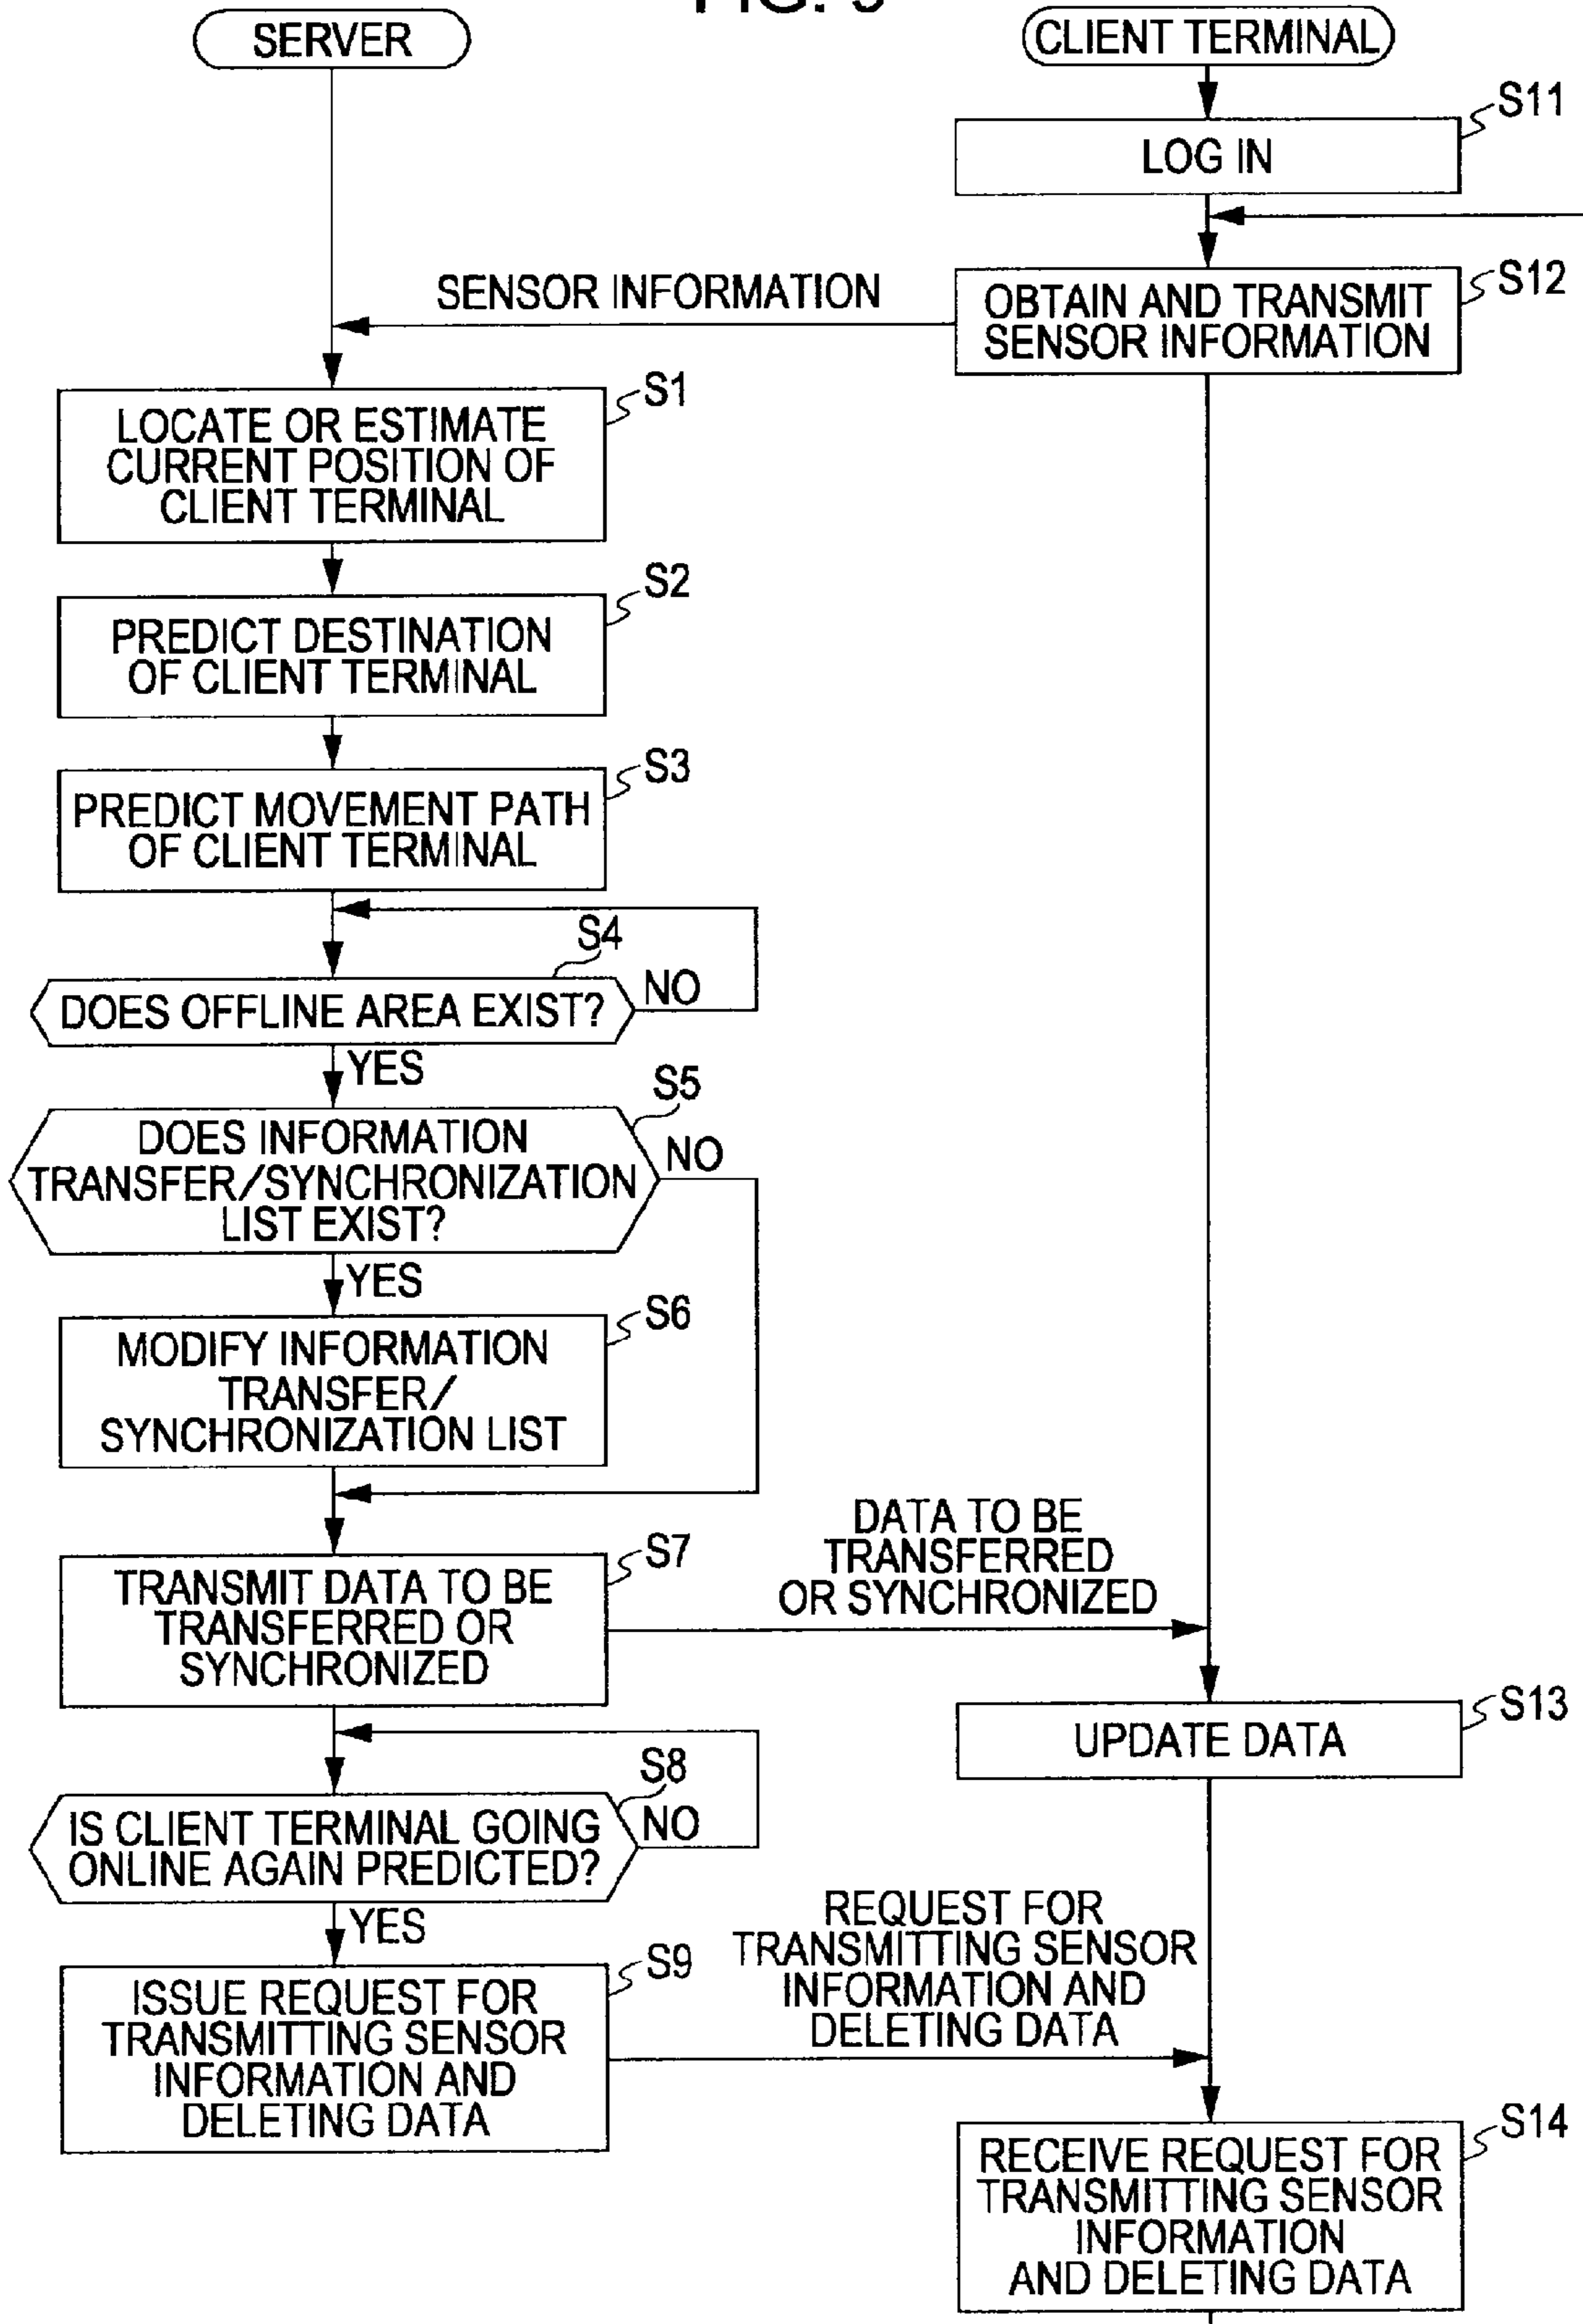 FIG.
SERVER
CLIENT TERMINAL
S11
LOG IN
S12
OBTAIN AND TRANSMIT
SENSOR INFORMATION
SENSOR INFORMATION
S1
LOCATE OR ESTIMATE
CURRENT POSITION OF
CLIENT TERMINAL
S2
PREDICT DESTINATION
OF CLIENT TERMINAL
S3
PREDICT MOVEMENT PATH
OF CLIENT TERMINAL
S4
DOES OFFLINE AREA EXIST?
NO
YES
S5
DOES INFORMATION
TRANSFER/SYNCHRONIZATION
LIST EXIST?
NO
YES
S6
MODIFY INFORMATION
TRANSFER/
SYNCHRONIZATION LIST
S7
TRANSMIT DATA TO BE
TRANSFERRED OR
SYNCHRONIZED
DATA TO BE
TRANSFERRED
OR SYNCHRONIZED
S13
UPDATE DATA
S8
IS CLIENT TERMINAL GOING
ONLINE AGAIN PREDICTED?
NO
YES
S9
ISSUE REQUEST FOR
TRANSMITTING SENSOR
INFORMATION AND
DELETING DATA
REQUEST FOR
TRANSMITTING SENSOR
INFORMATION AND
DELETING DATA
S14
RECEIVE REQUEST FOR
TRANSMITTING SENSOR
INFORMATION
AND DELETING DATA